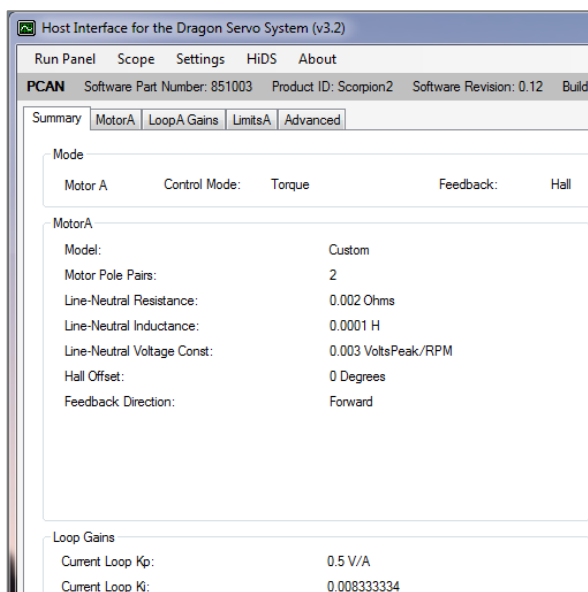 Host Interface for the Dragon Servo System (v3.2)
Run Panel Scope Settings HiDS About
PCAN Software Part Number: 851003 Product ID: Scorpion2 Software Revision: 0.12 Build
Summary MotorA LoopA Gains LimitsA Advanced
Mode
Motor A Control Mode: Torque Feedback: Hall
MotorA
Model: Custom
Motor Pole Pairs: 2
Line-Neutral Resistance: 0.002 Ohms
Line-Neutral Inductance: 0.0001 H
Line-Neutral Voltage Const: 0.003 VoltsPeak/RPM
Hall Offset: 0 Degrees
Feedback Direction: Forward
Loop Gains
Current Loop Kp: 0.5 V/A
Current Loop Ki: 0.008333334